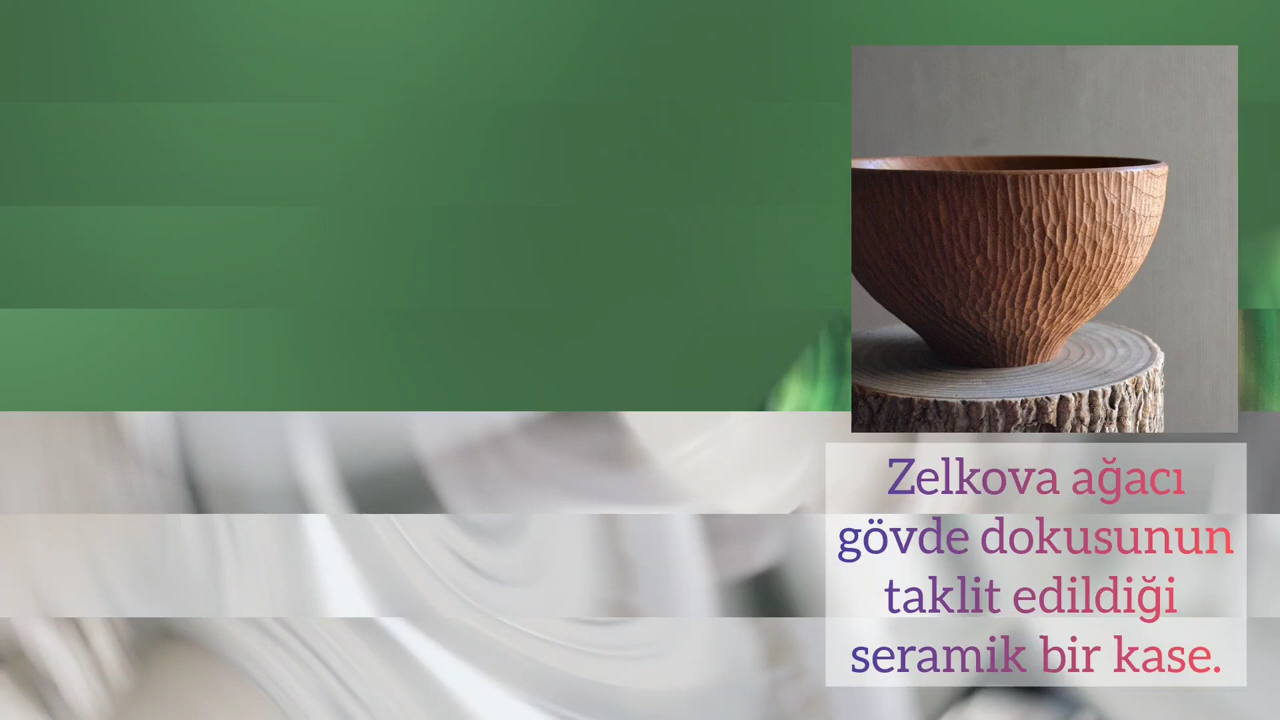 Zelkova ağacı
gövde dokusunun
taklit edildiği
seramik bir kase.